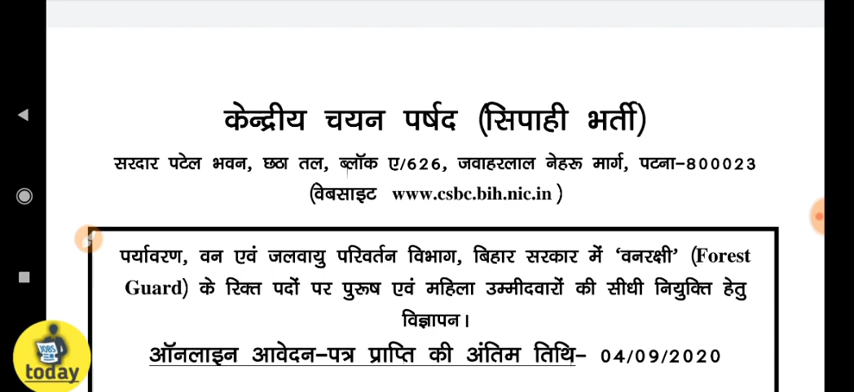 केन्द्रीय चयन पर्षद (सिपाही भर्ती)
सरदार पटेल भवन, छठा तल, ब्लॉक ए/626, जवाहरलाल नेहरू मार्ग, पटना-800023
(वेबसाइट www.csbc.bih.nic.in )
पर्यावरण, वन एवं जलवायु परिवर्तन विभाग, बिहार सरकार में ‘वनरक्षी’ (Forest
Guard) के रिक्त पदों पर पुरूष एवं महिला उम्मीदवारों की सीधी नियुक्ति हेतु
विज्ञापन।
ऑनलाइन आवेदन-पत्र प्राप्ति की अंतिम तिथि- 04/09/2020
JOBS
today